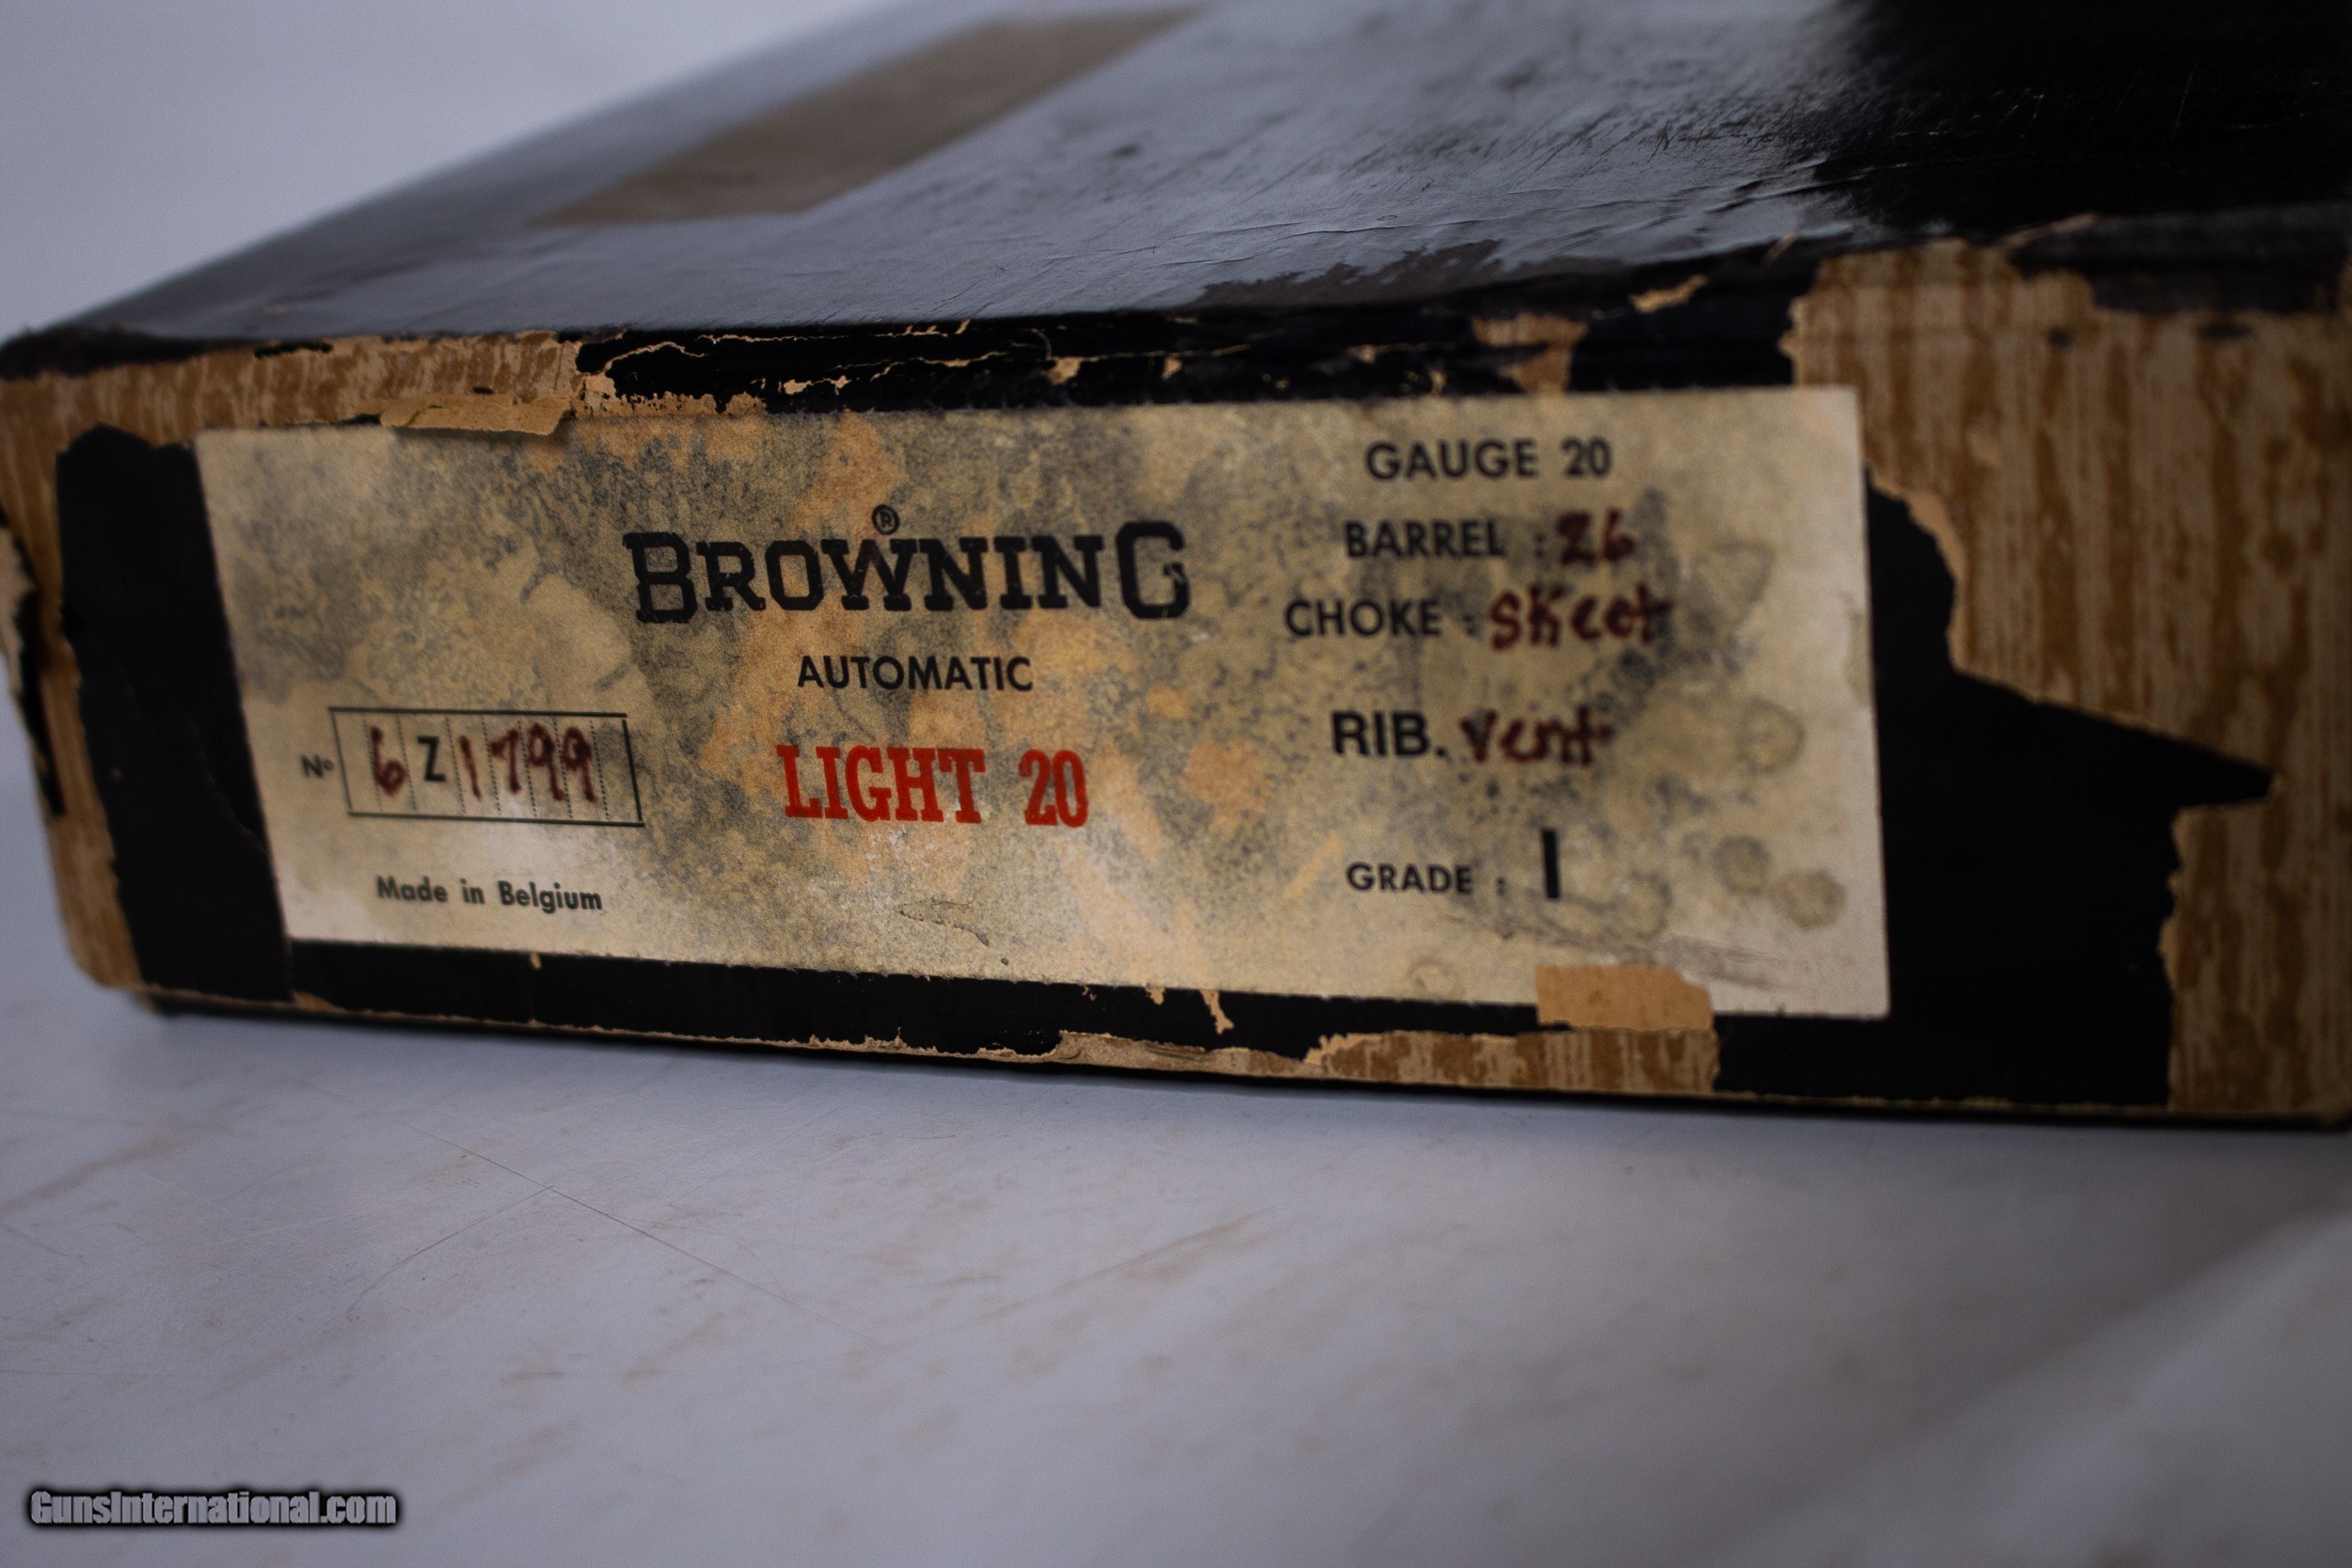 BROWNING®
AUTOMATIC
LIGHT 20
Nº 6Z1799
Made in Belgium
GAUGE 20
BARREL : 26
CHOKE : Skeet
RIB. vent.
GRADE : I
GunsInternational.com